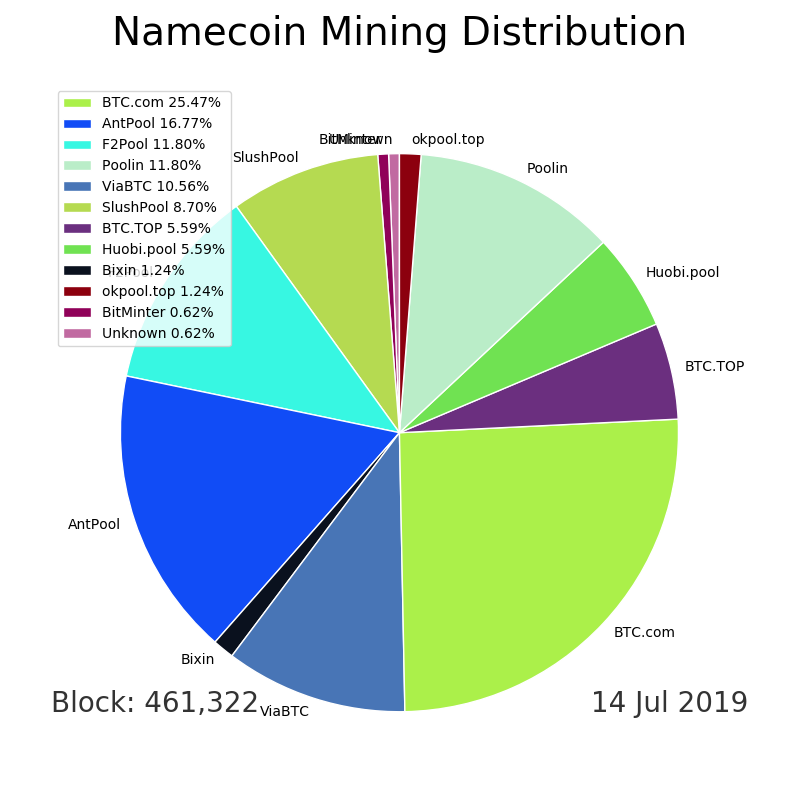 Namecoin Mining Distribution
BTC.com 25.47%
AntPool 16.77%
F2Pool 11.80%
Poolin 11.80%
ViaBTC 10.56%
SlushPool 8.70%
BTC.TOP 5.59%
Huobi.pool 5.59%
Bixin 1.24%
okpool.top 1.24%
BitMinter 0.62%
Unknown 0.62%
SlushPool
BitMinter
Unknown
okpool.top
Poolin
Huobi.pool
BTC.TOP
AntPool
BTC.com
Bixin
ViaBTC
Block: 461,322
14 Jul 2019